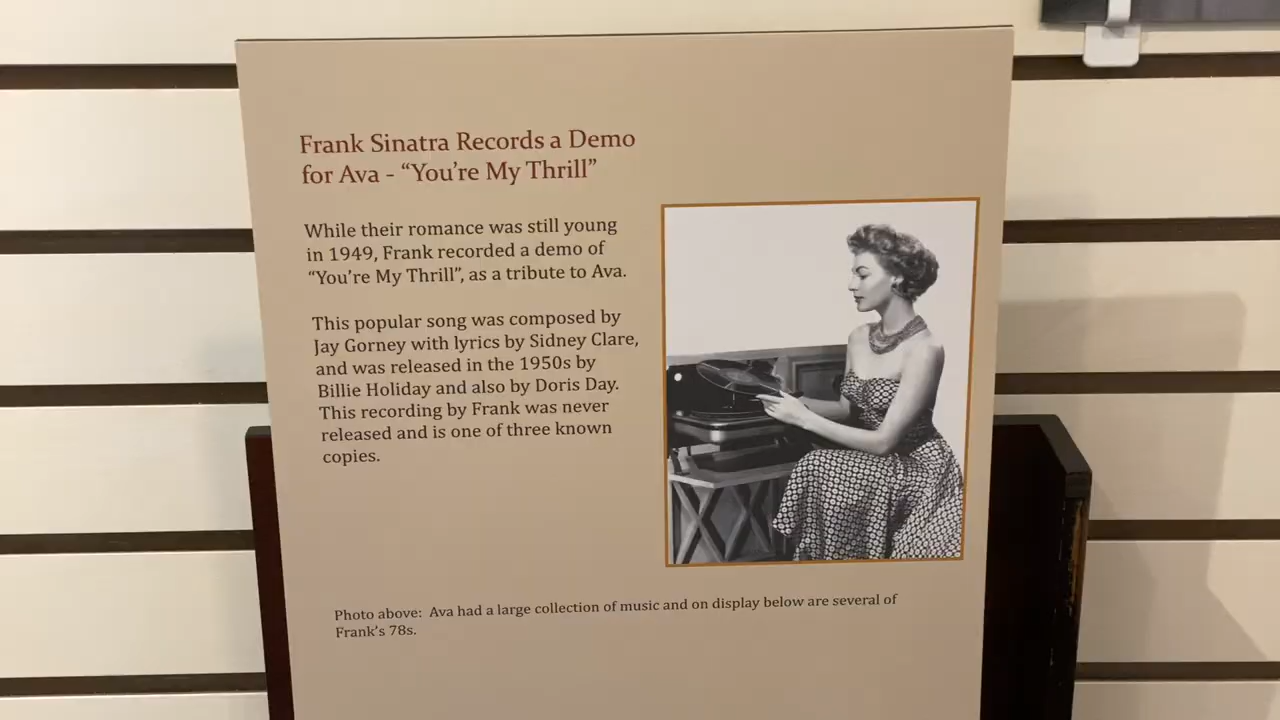 Frank Sinatra Records a Demo
for Ava - “You’re My Thrill”
While their romance was still young
in 1949, Frank recorded a demo of
“You’re My Thrill”, as a tribute to Ava.
This popular song was composed by
Jay Gorney with lyrics by Sidney Clare,
and was released in the 1950s by
Billie Holiday and also by Doris Day.
This recording by Frank was never
released and is one of three known
copies.
Photo above:  Ava had a large collection of music and on display below are several of
Frank’s 78s.